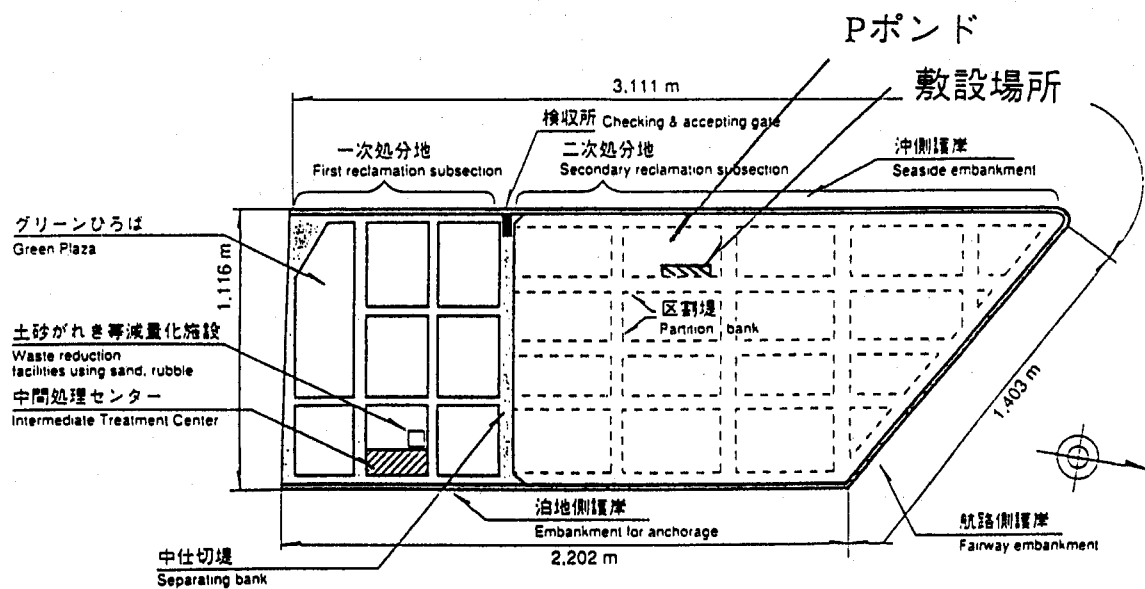 Pポンド
敷設場所
3,111 m
検収所 Checking & accepting gate
一次処分地
First reclamation subsection
二次処分地
Secondary reclamation subsection
沖側護岸
Seaside embankment
グリーンひろば
Green Plaza
1,116 m
区割堤
Partition bank
土砂がれき等減量化施設
Waste reduction
facilities using sand, rubble
中間処理センター
Intermediate Treatment Center
1,403 m
泊地側護岸
Embankment for anchorage
航路側護岸
Fairway embankment
2,202 m
中仕切堤
Separating bank